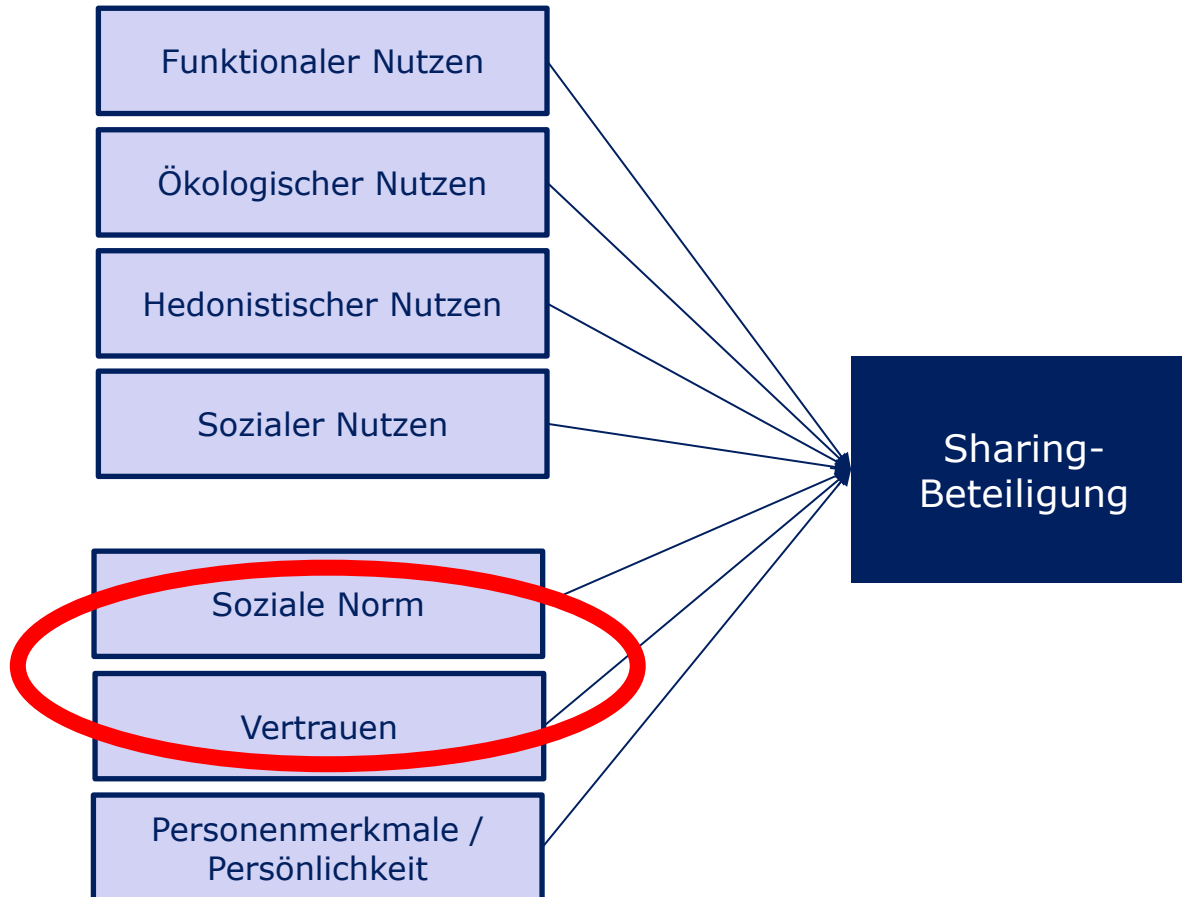 Funktionaler Nutzen
Ökologischer Nutzen
Hedonistischer Nutzen
Sozialer Nutzen
Soziale Norm
Vertrauen
Personenmerkmale /
Persönlichkeit
Sharing-
Beteiligung